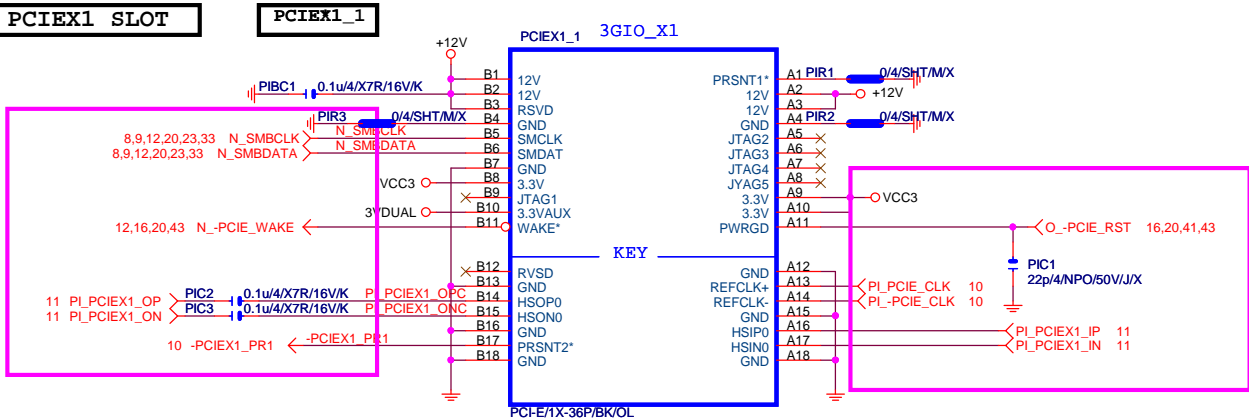 PCIEX1 SLOT
PCIEX1_1
PCIEX1_1 3GIO_X1
+12V
B1 12V PRSNT1* A1 PIR1 0/4/SHT/M/X
PIBC1 0.1u/4/X7R/16V/K B2 12V 12V A2 +12V
B3 RSVD 12V A3
PIR3 0/4/SHT/M/X B4 GND GND A4 PIR2 0/4/SHT/M/X
8,9,12,20,23,33 N_SMBCLK N_SMBCLK B5 SMCLK JTAG2 A5
8,9,12,20,23,33 N_SMBDATA N_SMBDATA B6 SMDAT JTAG3 A6
B7 GND JTAG4 A7
VCC3 B8 3.3V JYAG5 A8
B9 JTAG1 3.3V A9 VCC3
3VDUAL B10 3.3VAUX 3.3V A10
12,16,20,43 N_-PCIE_WAKE B11 WAKE* PWRGD A11 O_-PCIE_RST 16,20,41,43
KEY
PIC1
22p/4/NPO/50V/J/X
B12 RVSD GND A12
B13 GND REFCLK+ A13 PI_PCIE_CLK 10
11 PI_PCIEX1_OP PIC2 0.1u/4/X7R/16V/K PI_PCIEX1_OPC B14 HSOP0 REFCLK- A14 PI_-PCIE_CLK 10
11 PI_PCIEX1_ON PIC3 0.1u/4/X7R/16V/K PI_PCIEX1_ONC B15 HSON0 GND A15
B16 GND HSIP0 A16 PI_PCIEX1_IP 11
10 -PCIEX1_PR1 -PCIEX1_PR1 B17 PRSNT2* HSIN0 A17 PI_PCIEX1_IN 11
B18 GND GND A18
PCI-E/1X-36P/BK/OL